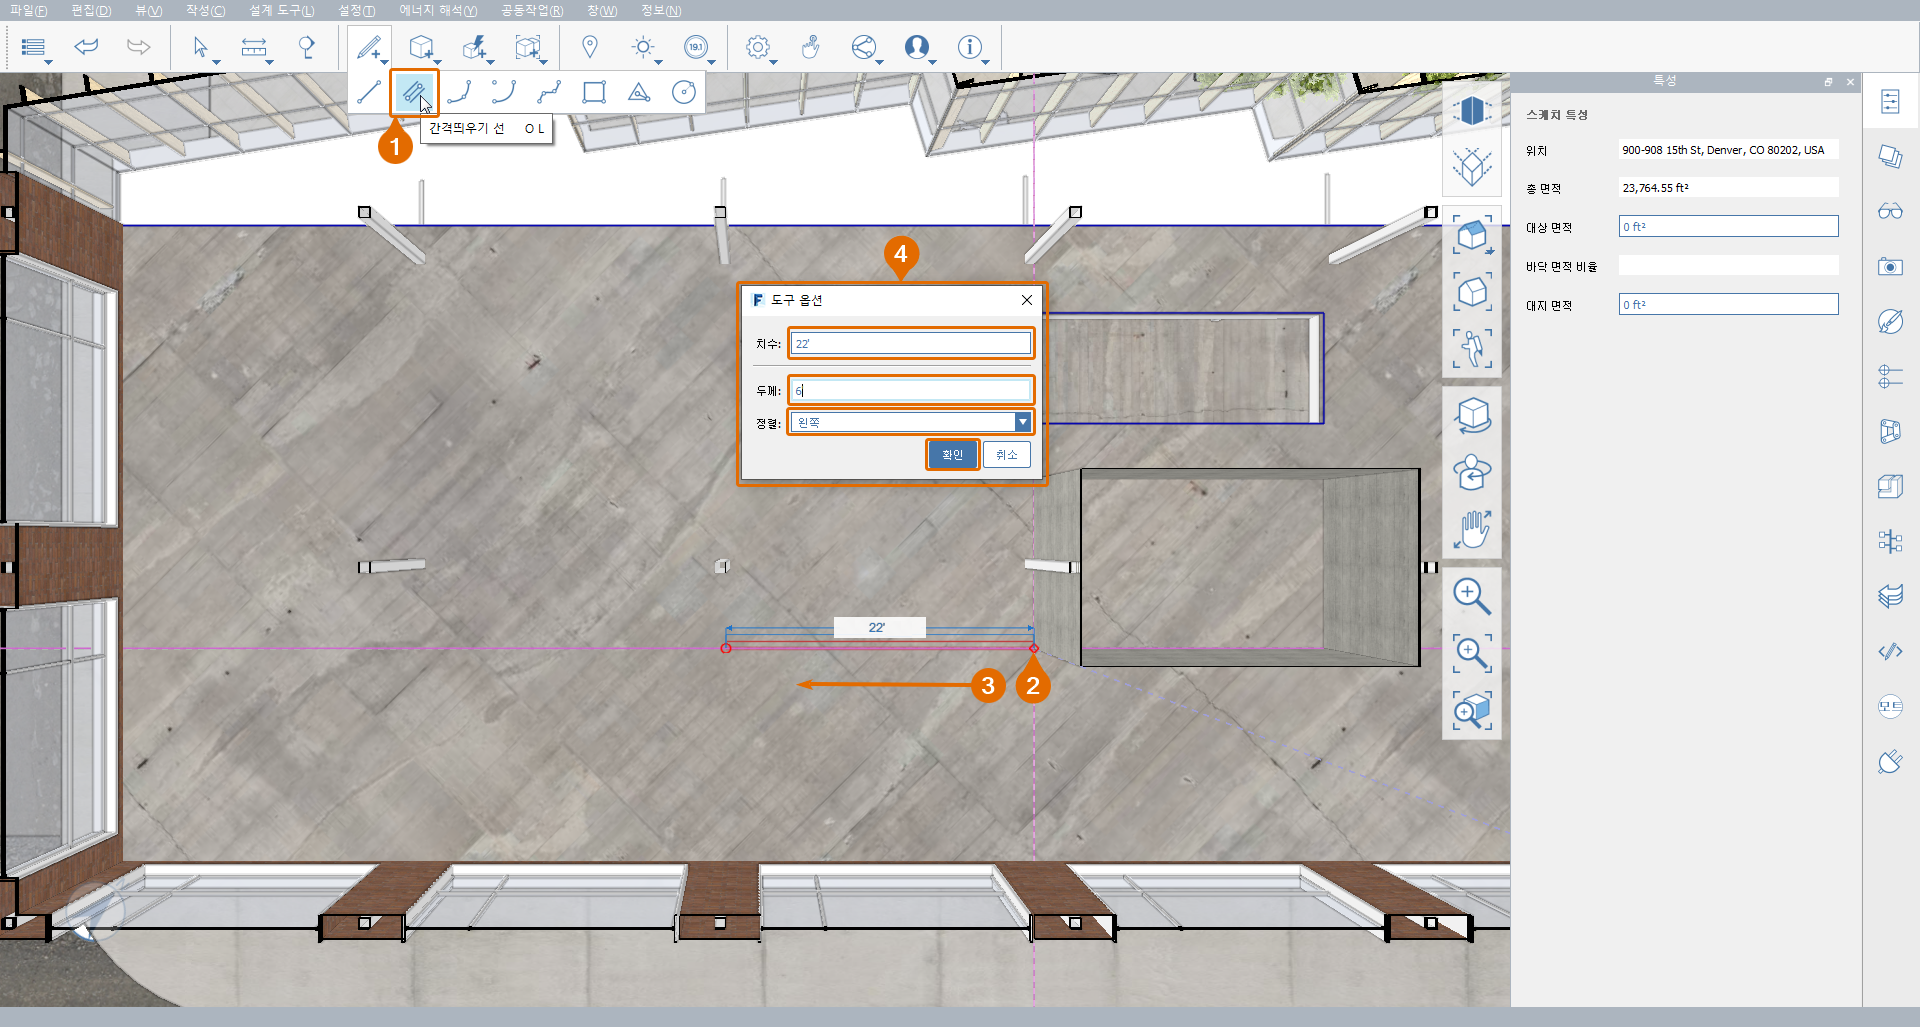 파일(F) 편집(D) 뷰(V) 작성(C) 설계 도구(L) 설정(T) 에너지 해석(Y) 공동작업(R) 창(W) 정보(N)
19.1
간격띄우기 선 O L
1
특성
스케치 특성
위치 900-908 15th St, Denver, CO 80202, USA
총 면적 23,764.55 ft²
대상 면적 0 ft²
바닥 면적 비율
대지 면적 0 ft²
4
F 도구 옵션
치수: 22'
두께: 6
정렬: 왼쪽
확인 취소
22'
3 2
모드